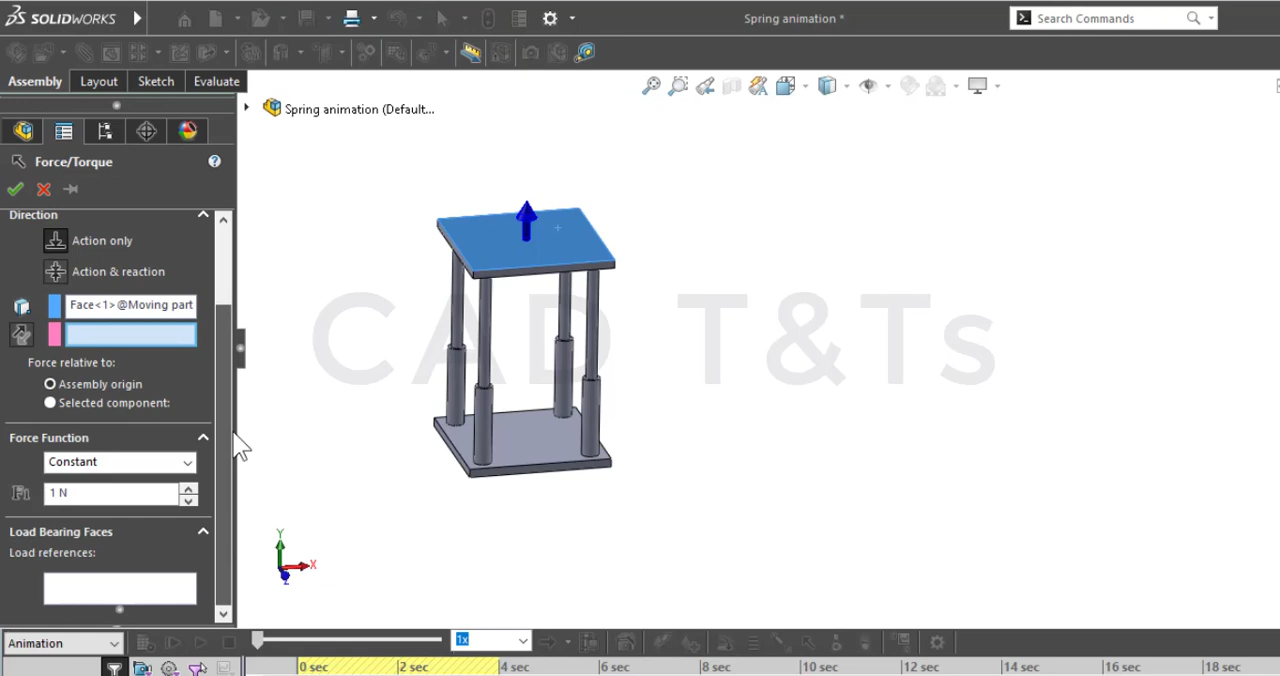 SOLIDWORKS
Spring animation *
Search Commands
Assembly
Layout
Sketch
Evaluate
Spring animation (Default...
Force/Torque
Direction
Action only
Action & reaction
Face<1>@Moving part
Force relative to:
Assembly origin
Selected component:
Force Function
Constant
1 N
Load Bearing Faces
Load references:
CAD T&Ts
Y
X
Z
Animation
1x
0 sec
2 sec
4 sec
6 sec
8 sec
10 sec
12 sec
14 sec
16 sec
18 sec